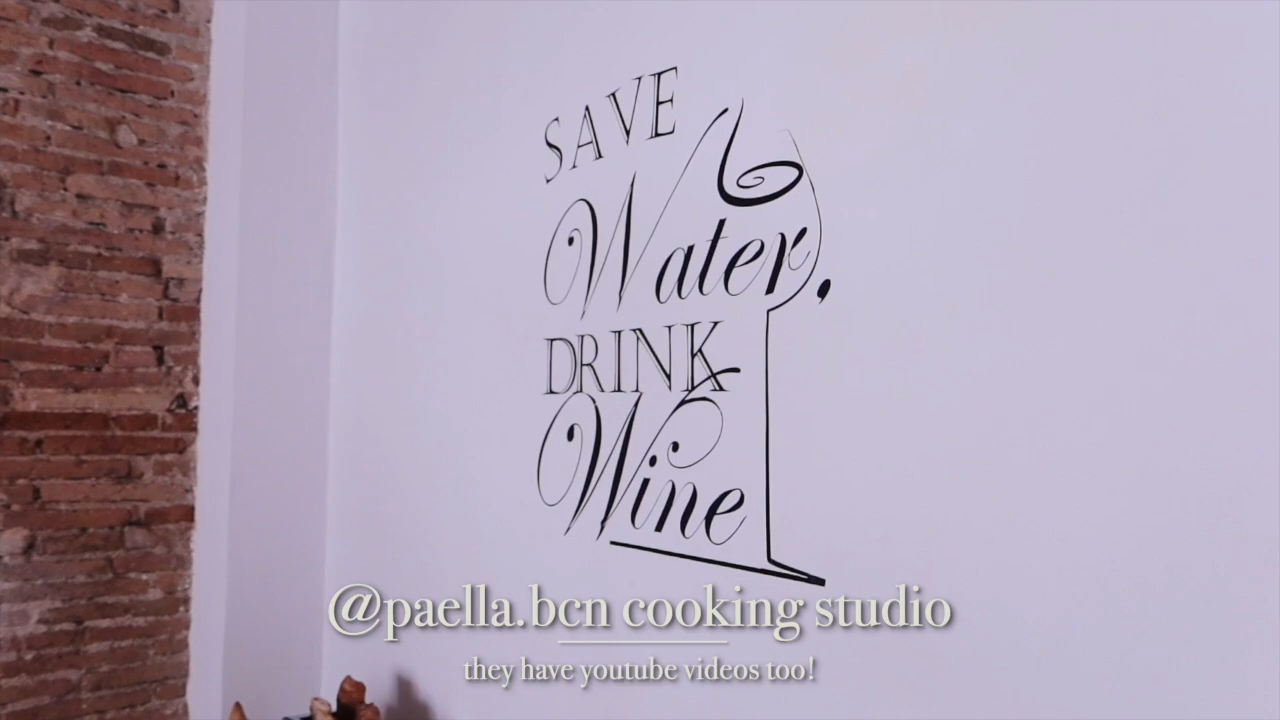 SAVE
Water,
DRINK
Wine
@paella.bcn cooking studio
they have youtube videos too!